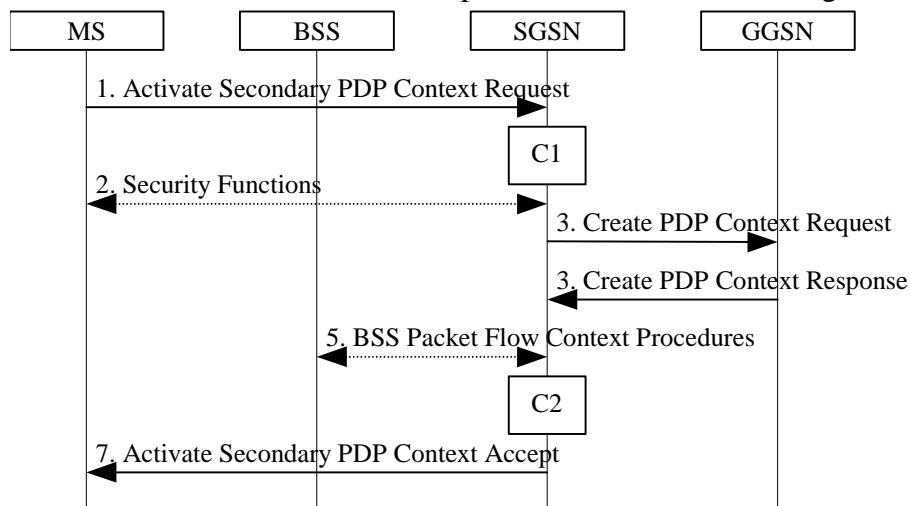 MS BSS SGSN GGSN
1. Activate Secondary PDP Context Request
C1
2. Security Functions
3. Create PDP Context Request
3. Create PDP Context Response
5. BSS Packet Flow Context Procedures
C2
7. Activate Secondary PDP Context Accept